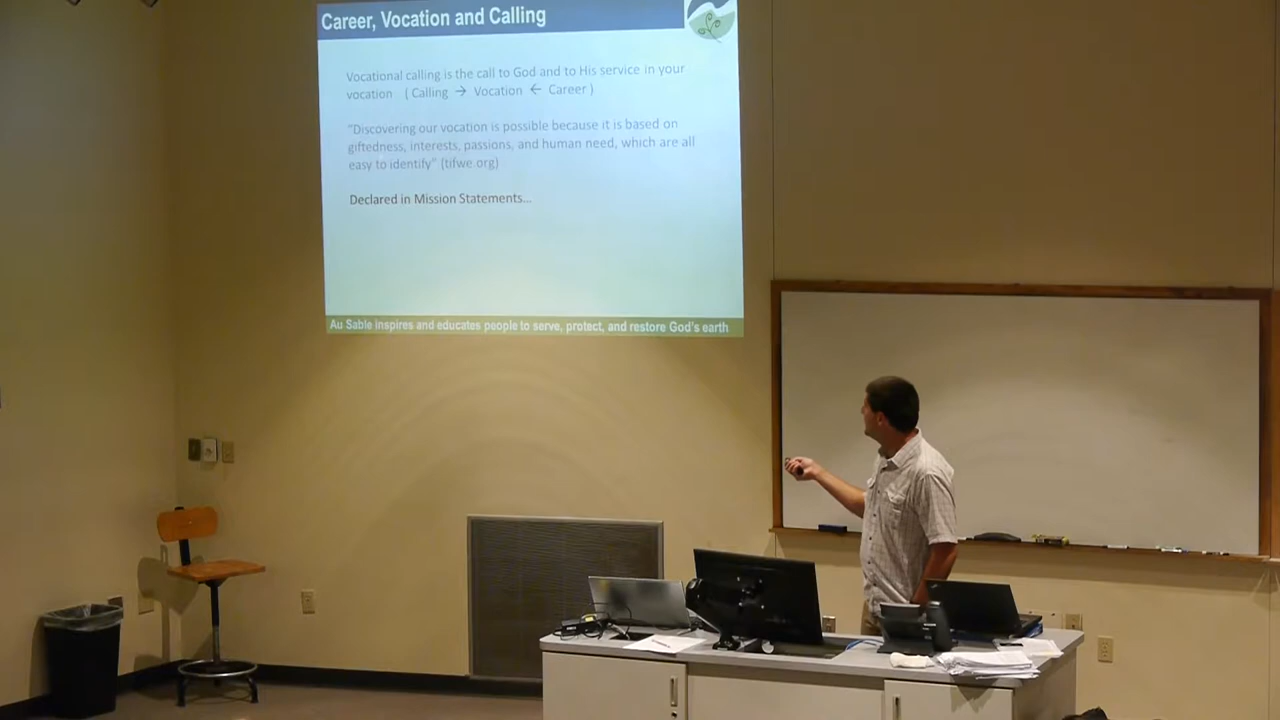 Career, Vocation and Calling
Vocational calling is the call to God and to His service in your
vocation ( Calling → Vocation ← Career )
"Discovering our vocation is possible because it is based on
giftedness, interests, passions, and human need, which are all
easy to identify" (tifwe.org)
Declared in Mission Statements...
Au Sable inspires and educates people to serve, protect, and restore God's earth